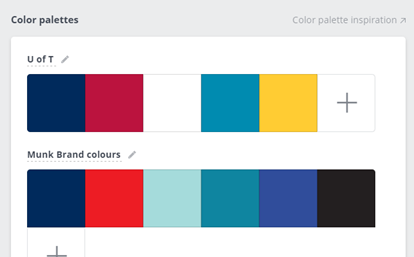 Color palettes
Color palette inspiration ↗
U of T
Munk Brand colours